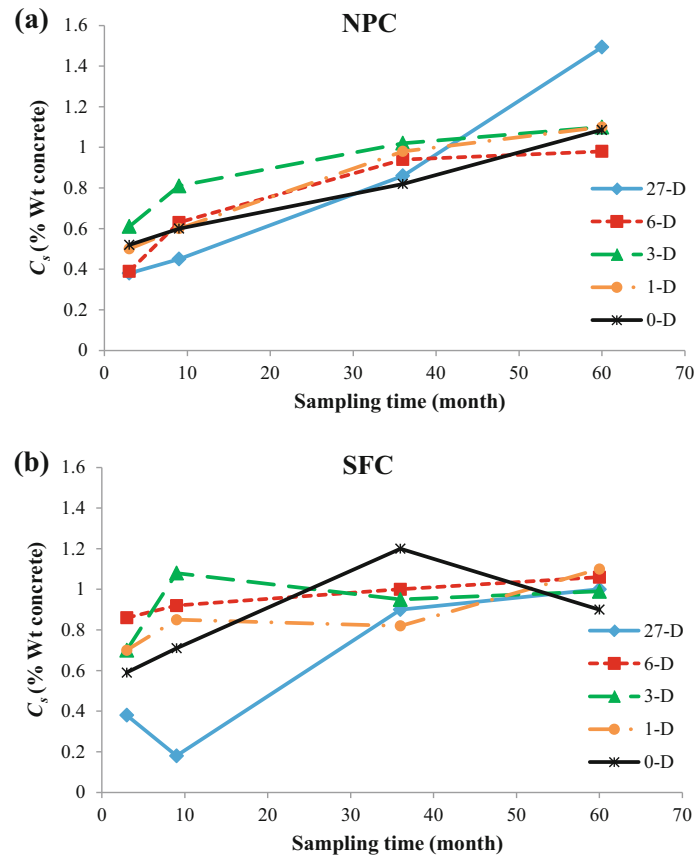 (a) NPC
1.6
1.4
1.2
1
0.8
0.6
0.4
0.2
0
C_s (% Wt concrete)
27-D
6-D
3-D
1-D
0-D
0 10 20 30 40 50 60 70
Sampling time (month)
(b) SFC
1.6
1.4
1.2
1
0.8
0.6
0.4
0.2
0
C_s (% Wt concrete)
27-D
6-D
3-D
1-D
0-D
0 10 20 30 40 50 60 70
Sampling time (month)